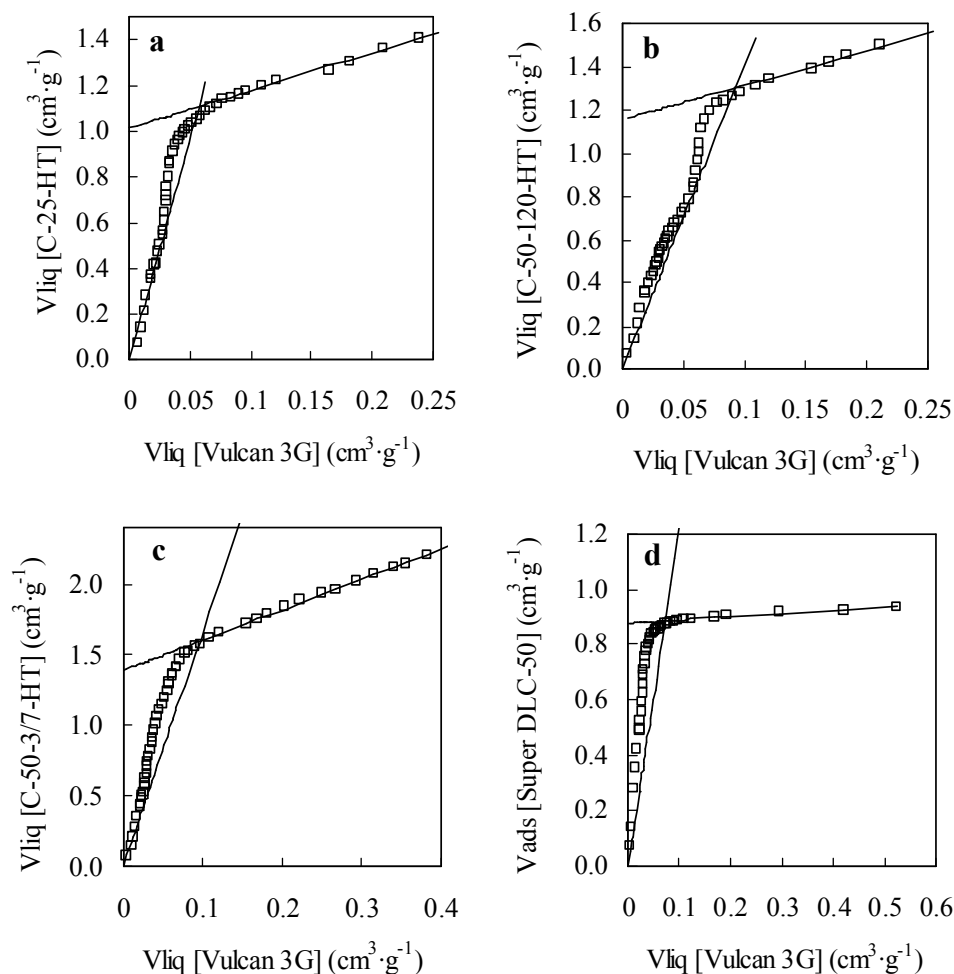 a
Vliq [C-25-HT] (cm³·g⁻¹)
1.4
1.2
1.0
0.8
0.6
0.4
0.2
0.0
0 0.05 0.1 0.15 0.2 0.25
Vliq [Vulcan 3G] (cm³·g⁻¹)
b
Vliq [C-50-120-HT] (cm³·g⁻¹)
1.6
1.4
1.2
1.0
0.8
0.6
0.4
0.2
0.0
0 0.05 0.1 0.15 0.2 0.25
Vliq [Vulcan 3G] (cm³·g⁻¹)
c
Vliq [C-50-3/7-HT] (cm³·g⁻¹)
2.0
1.5
1.0
0.5
0.0
0 0.1 0.2 0.3 0.4
Vliq [Vulcan 3G] (cm³·g⁻¹)
d
Vads [Super DLC-50] (cm³·g⁻¹)
1.2
1.0
0.8
0.6
0.4
0.2
0.0
0 0.1 0.2 0.3 0.4 0.5 0.6
Vliq [Vulcan 3G] (cm³·g⁻¹)